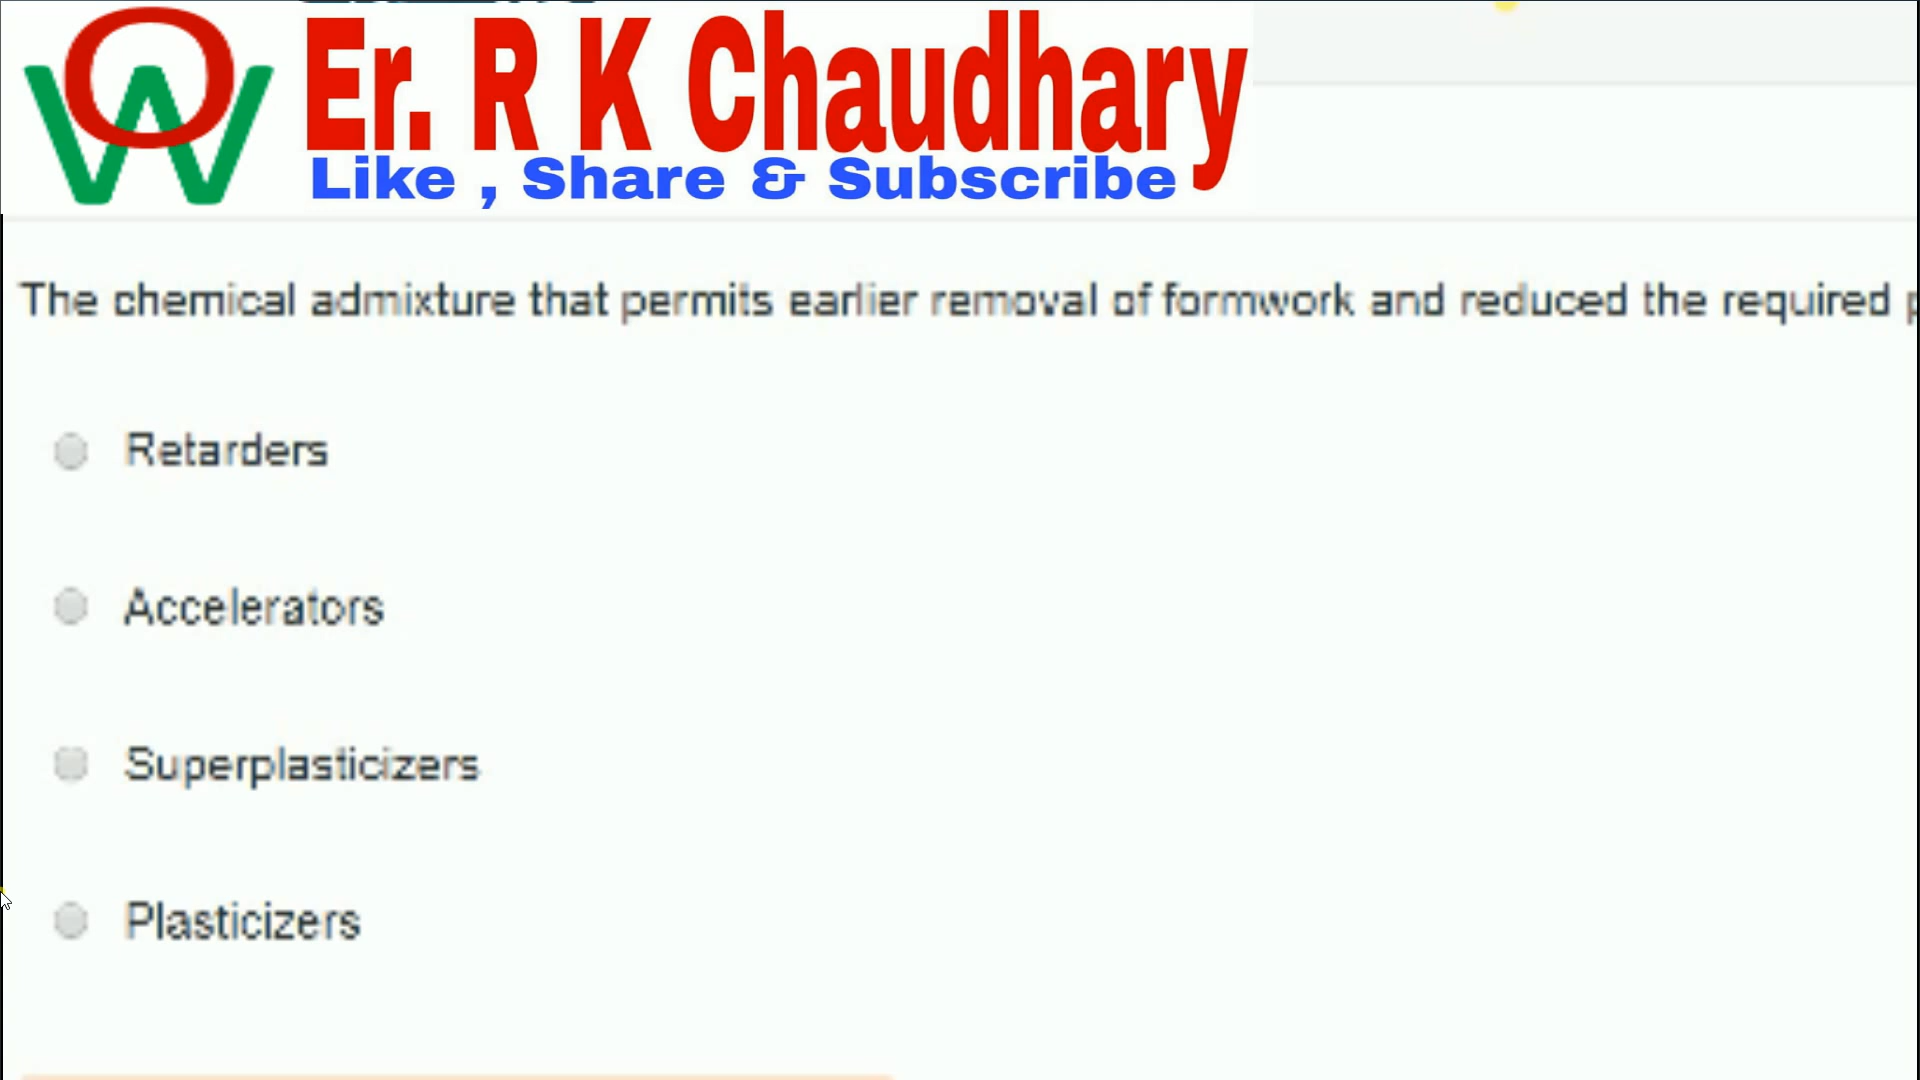 Er. R K Chaudhary
Like , Share & Subscribe
The chemical admixture that permits earlier removal of formwork and reduced the required
Retarders
Accelerators
Superplasticizers
Plasticizers